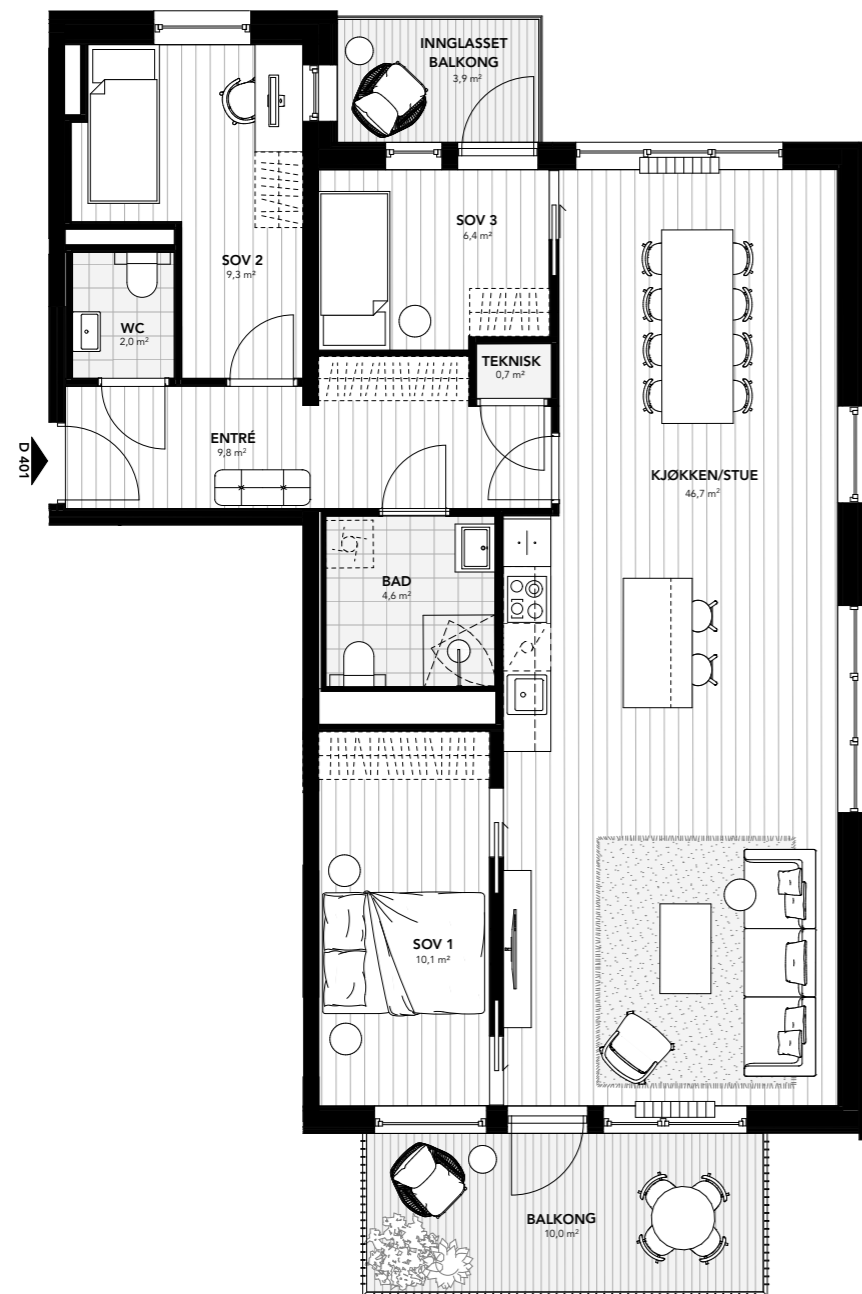 INNGLASSET
BALKONG
3,9 m²
SOV 3
6,4 m²
SOV 2
9,3 m²
WC
2,0 m²
TEKNISK
0,7 m²
ENTRÉ
9,8 m²
D 401
KJØKKEN/STUE
46,7 m²
BAD
4,6 m²
SOV 1
10,1 m²
BALKONG
10,0 m²